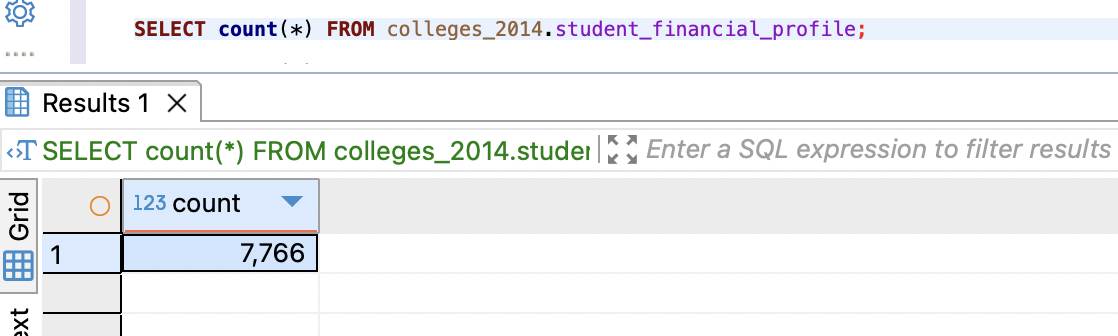 SELECT count(*) FROM colleges_2014.student_financial_profile;
Results 1
SELECT count(*) FROM colleges_2014.studer
Enter a SQL expression to filter results
Grid
123 count
1
7,766
ext